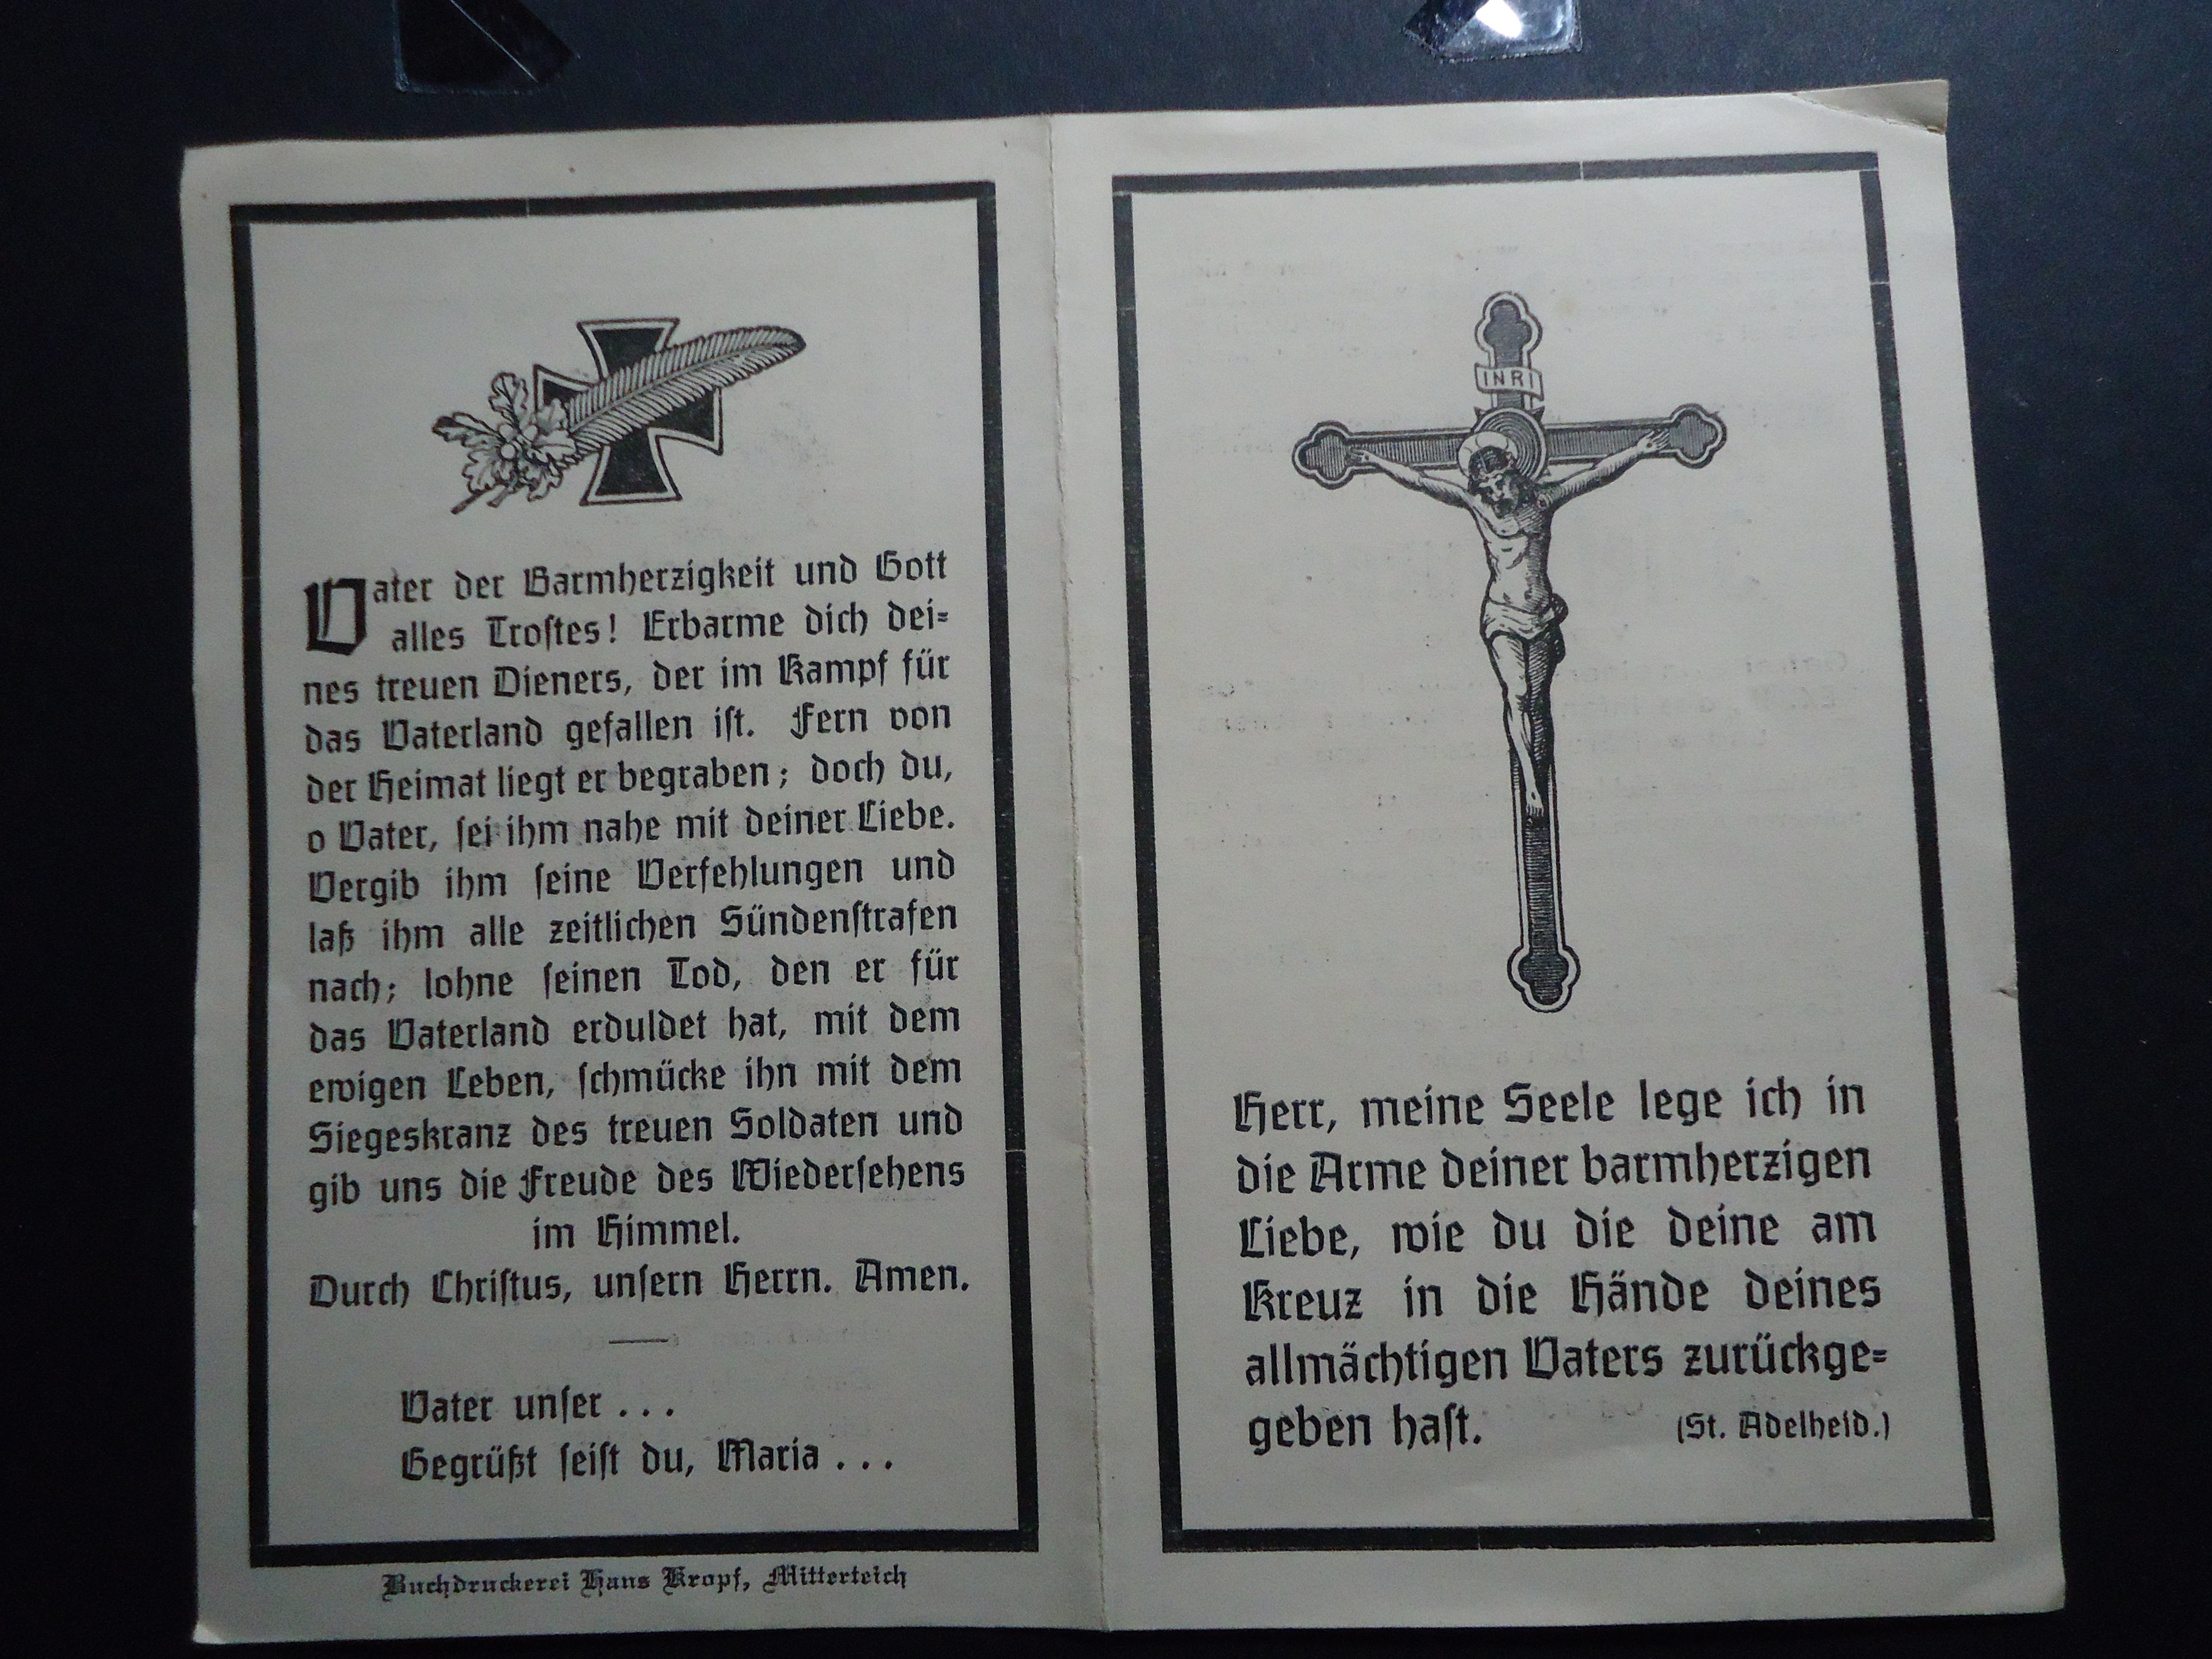 Vater der Barmherzigkeit und Gott
alles Troſtes! Erbarme dich dei=
nes treuen Dieners, der im Kampf für
das Vaterland gefallen iſt. Fern von
der Heimat liegt er begraben; doch du,
o Vater, ſei ihm nahe mit deiner Liebe.
Vergib ihm ſeine Verfehlungen und
laß ihm alle zeitlichen Sündenſtrafen
nach; lohne ſeinen Tod, den er für
das Vaterland erduldet hat, mit dem
ewigen Leben, ſchmücke ihn mit dem
Siegeskranz des treuen Soldaten und
gib uns die Freude des Wiederſehens
im Himmel.
Durch Chriſtus, unſern Herrn. Amen.
Vater unſer . . .
Gegrüßt ſeiſt du, Maria . . .
Buchdruckerei Hans Kropf, Mitterteich
INRI
Herr, meine Seele lege ich in
die Arme deiner barmherzigen
Liebe, wie du die deine am
Kreuz in die Hände deines
allmächtigen Vaters zurückge=
geben haſt. (St. Adelheid.)